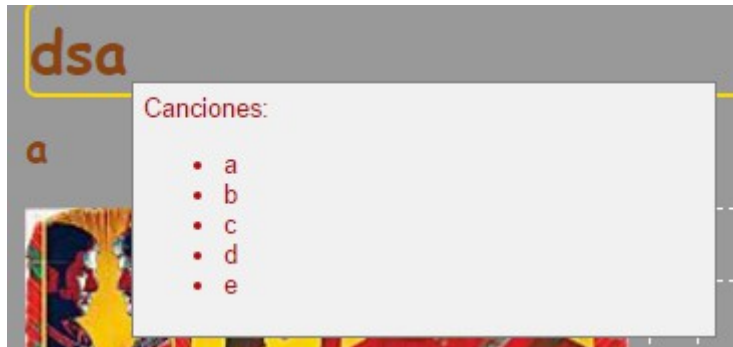 dsa
Canciones:
a
• a
• b
• c
• d
• e